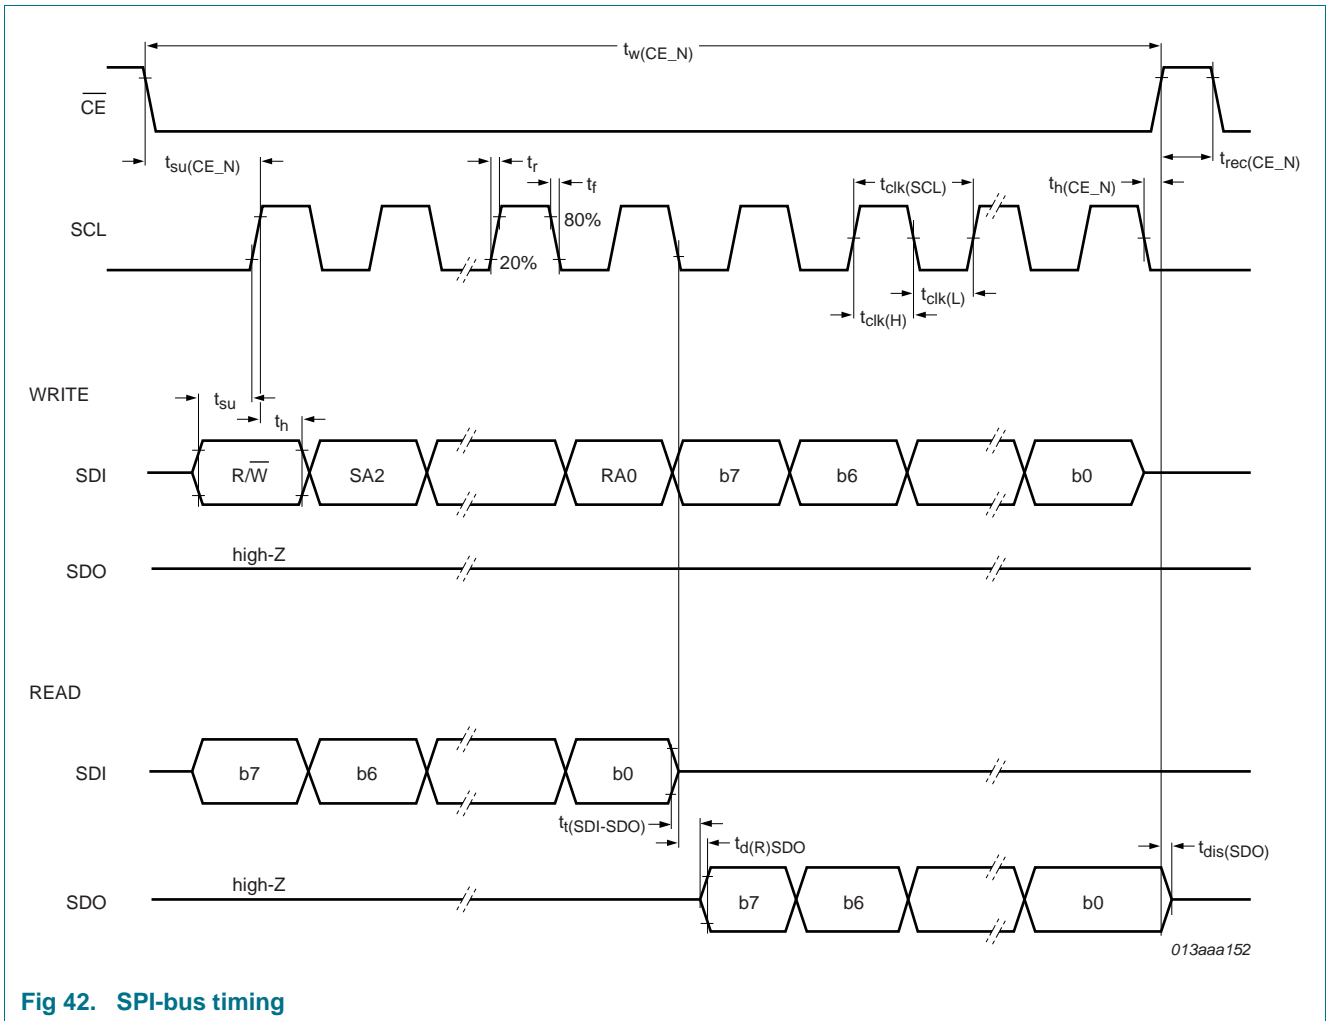 tw(CE_N)
CE
tsu(CE_N)
tr
tf
80%
20%
tclk(SCL)
th(CE_N)
trec(CE_N)
SCL
tclk(L)
tclk(H)
WRITE
tsu
th
SDI
R/W
SA2
RA0
b7
b6
b0
SDO
high-Z
READ
SDI
b7
b6
b0
tt(SDI-SDO)
td(R)SDO
tdis(SDO)
SDO
high-Z
b7
b6
b0
013aaa152
Fig 42. SPI-bus timing